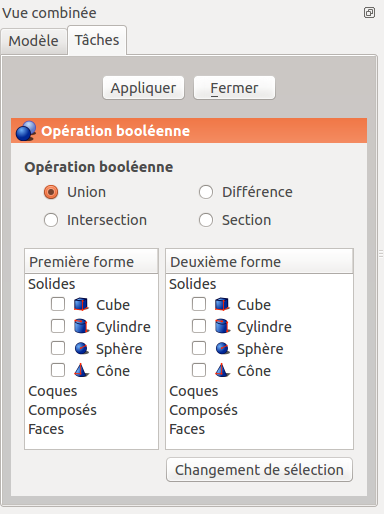 Vue combinée
Modèle Tâches
Appliquer Fermer
Opération booléenne
Opération booléenne
Union Différence
Intersection Section
Première forme Deuxième forme
Solides Solides
Cube Cube
Cylindre Cylindre
Sphère Sphère
Cône Cône
Coques Coques
Composés Composés
Faces Faces
Changement de sélection